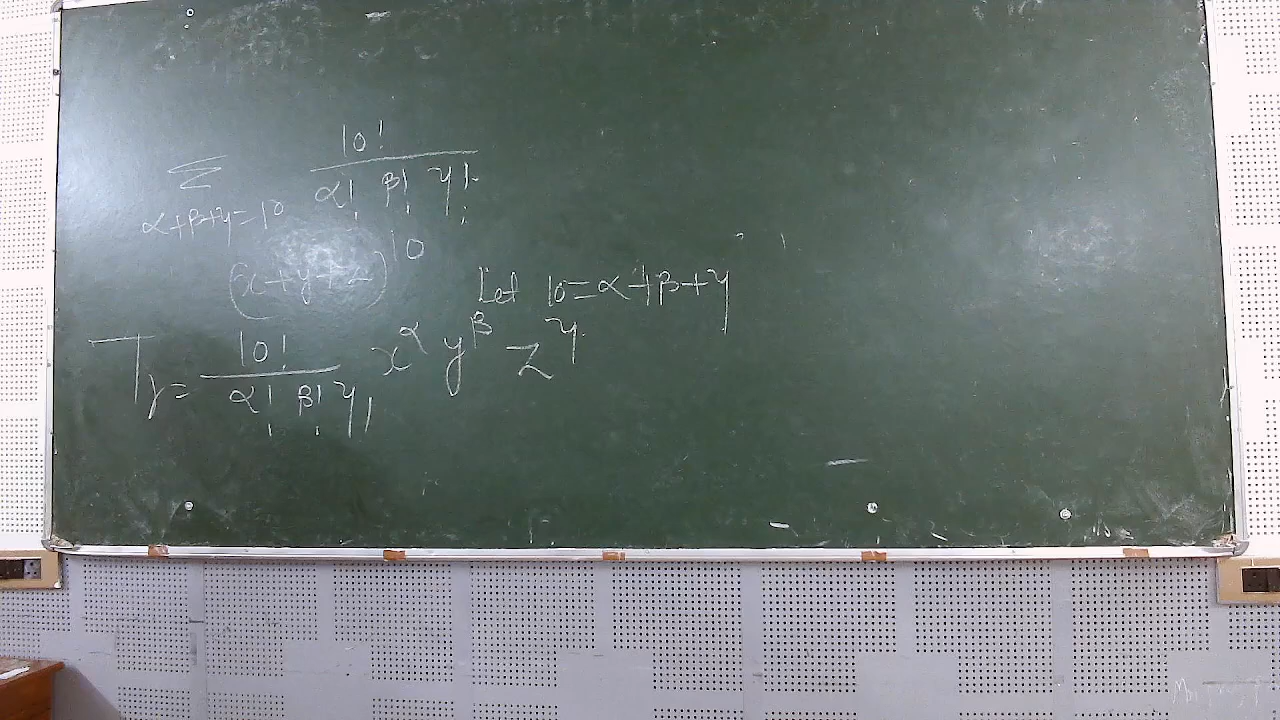 10!
Σ α! β! γ!
α+β+γ=10
(x+y+z)^10
Let 10=α+β+γ
T_r = 10! / α! β! γ! x^α y^β z^γ